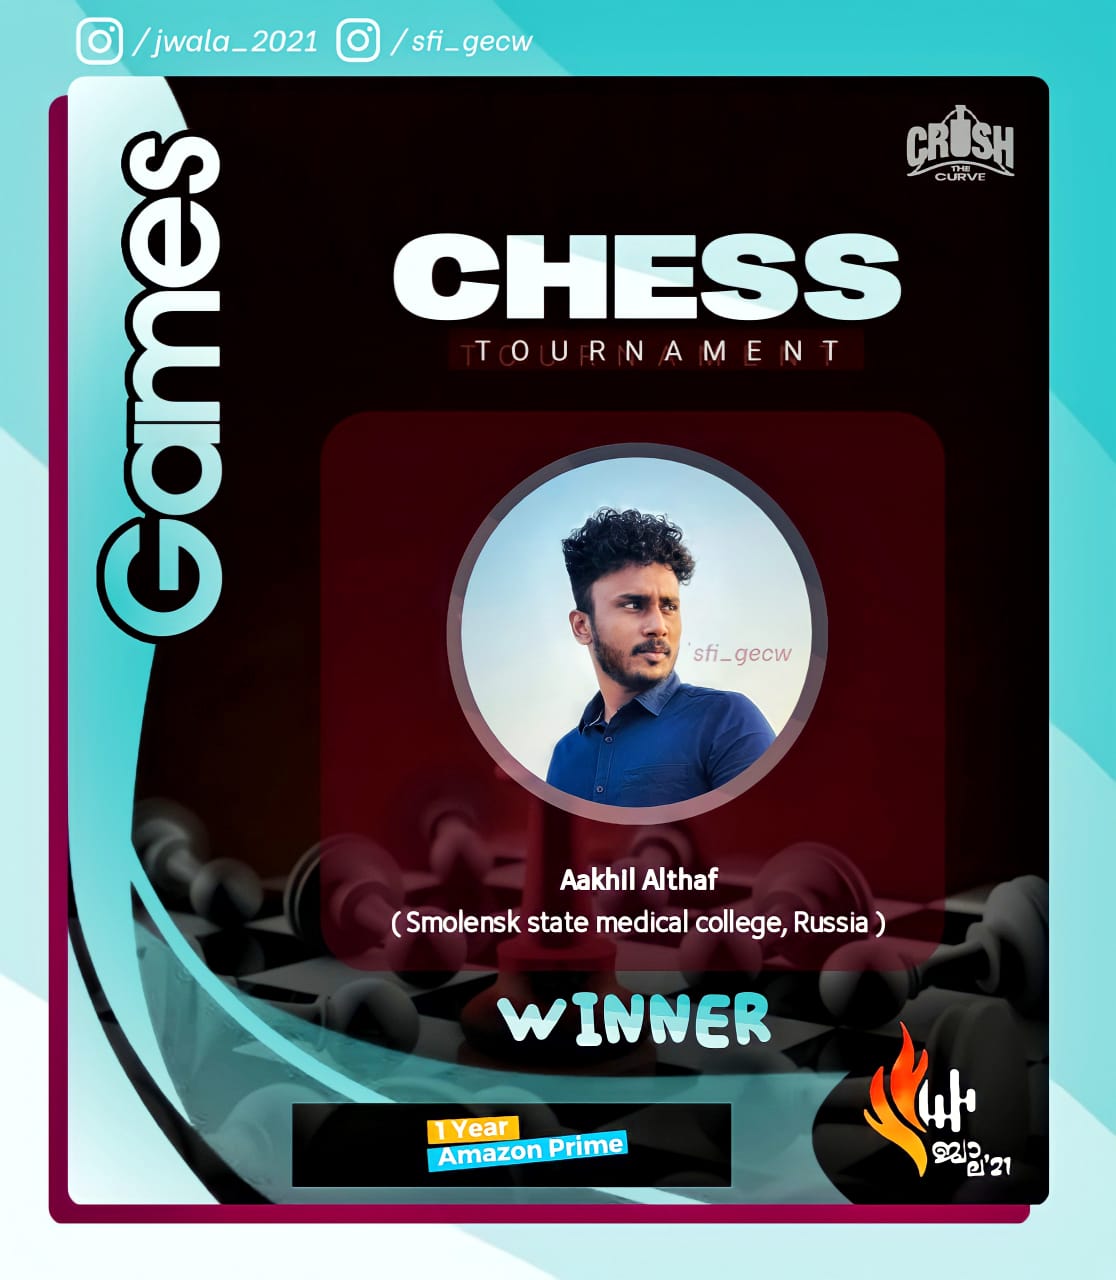 /jwala_2021 /sfi_gecw
CRUSH
THE
CURVE
Games
CHESS
TOURNAMENT
sfi_gecw
Aakhil Althaf
( Smolensk state medical college, Russia )
WINNER
1 Year
Amazon Prime
ജ്വാ
ല'21